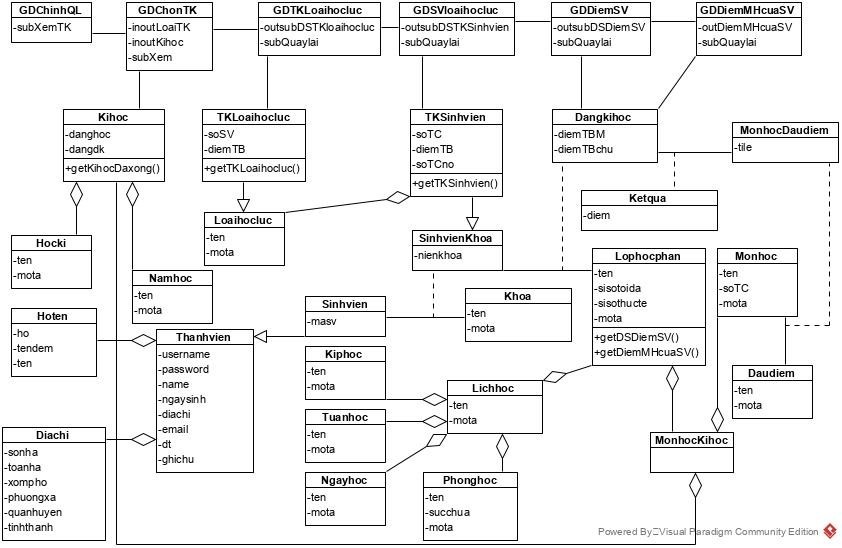 GDChinhQL
-subXemTK
GDChonTK
-inoutLoaiTK
-inoutKihoc
-subXem
GDTKLoaihocluc
-outsubDSTKloaihocluc
-subQuaylai
GDSVloaihocluc
-outsubDSTKSinhvien
-subQuaylai
GDDiemSV
-outsubDSDiemSV
-subQuaylai
GDDiemMHcuaSV
-outDiemMHcuaSV
-subQuaylai
Kihoc
-danghoc
-dangdk
+getKihocDaxong()
TKLoaihocluc
-soSV
-diemTB
+getTKLoaihocluc()
TKSinhvien
-soTC
-diemTB
-soTCno
+getTKSinhvien()
Dangkihoc
-diemTBM
-diemTBchu
MonhocDaudiem
-tile
Ketqua
-diem
Loaihocluc
-ten
-mota
SinhvienKhoa
-nienkhoa
Hocki
-ten
-mota
Namhoc
-ten
-mota
Lophocphan
-ten
-sisotoida
-sisothucte
-mota
+getDSDiemSV()
+getDiemMHcuaSV()
Monhoc
-ten
-soTC
-mota
Sinhvien
-masv
Khoa
-ten
-mota
Hoten
-ho
-tendem
-ten
Thanhvien
-username
-password
-name
-ngaysinh
-diachi
-email
-dt
-ghichu
Kiphoc
-ten
-mota
Lichhoc
-ten
-mota
Daudiem
-ten
-mota
Tuanhoc
-ten
-mota
Diachi
-sonha
-toanha
-xompho
-phuongxa
-quanhuyen
-tinhthanh
MonhocKihoc
Ngayhoc
-ten
-mota
Phonghoc
-ten
-succhua
-mota
Powered By Visual Paradigm Community Edition